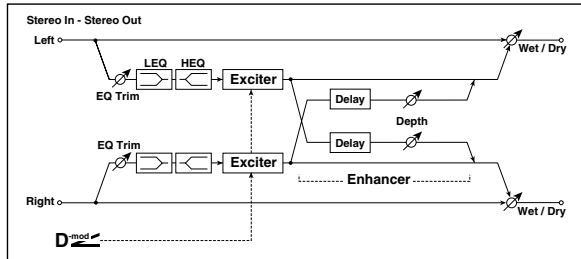 Stereo In - Stereo Out
Left
Wet / Dry
LEQ HEQ
Exciter
EQ Trim
Delay
Depth
EQ Trim
Delay
Exciter
Enhancer
Right
Wet / Dry
D-mod